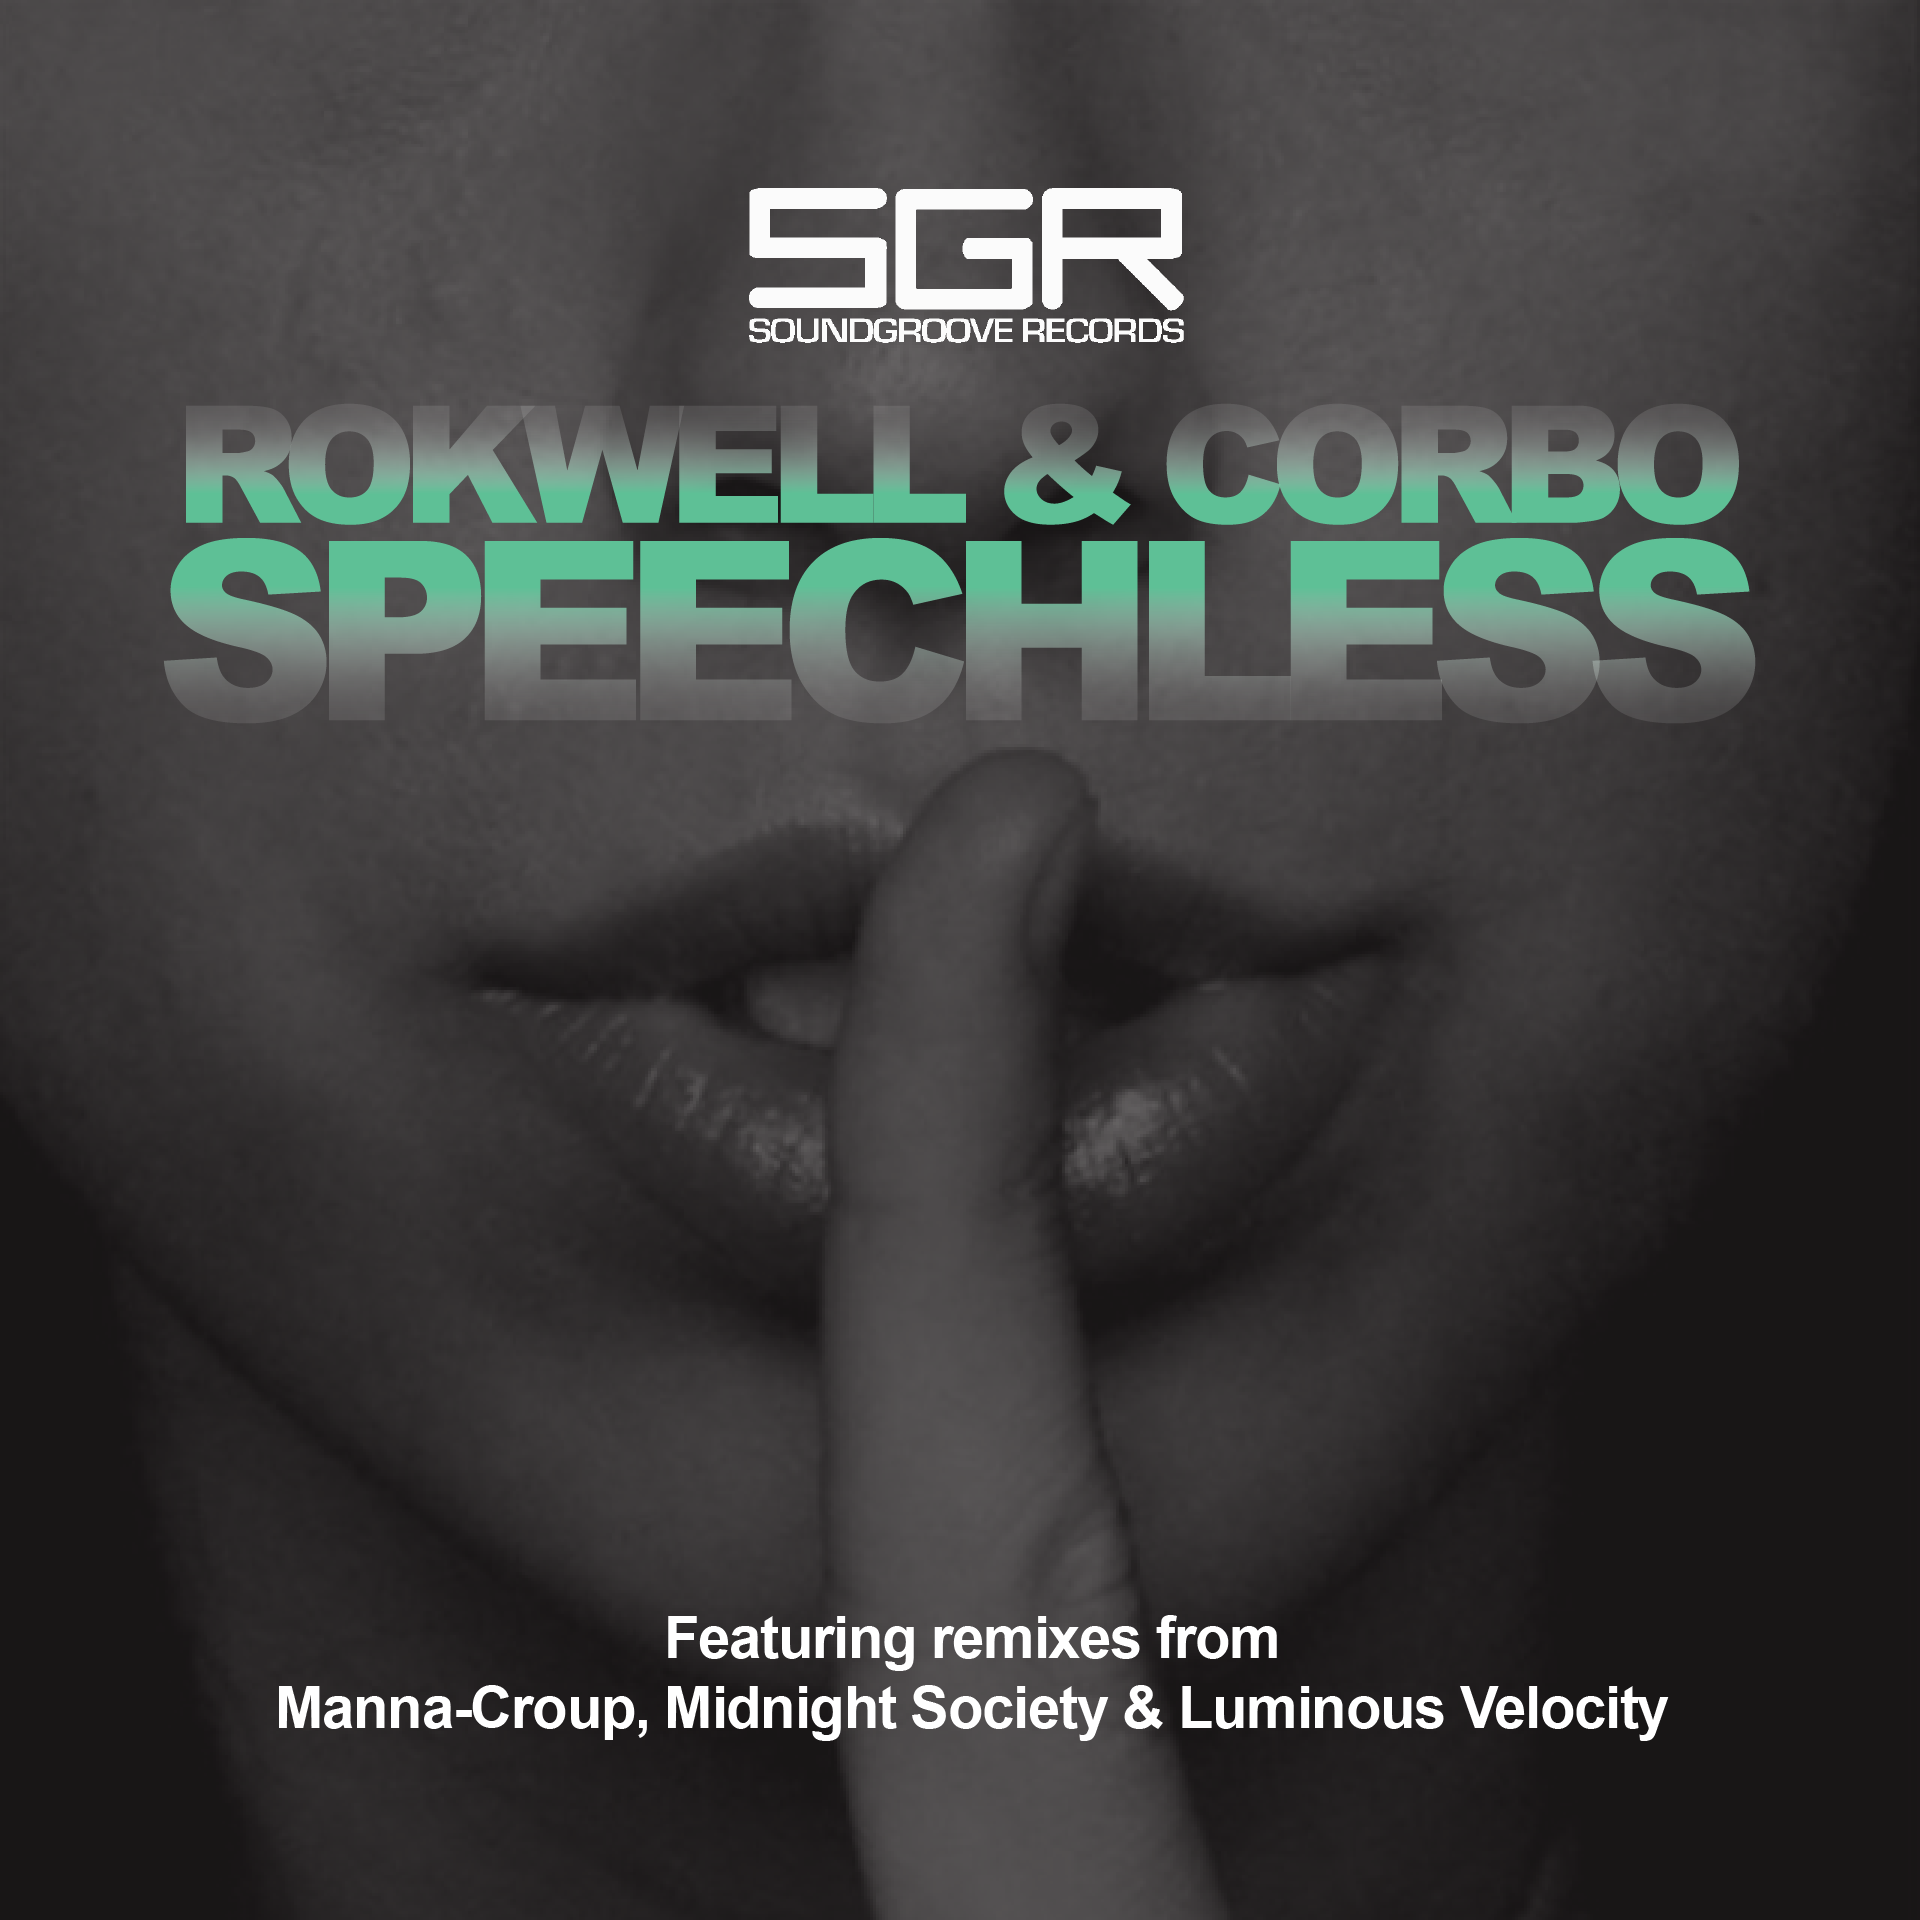 SGR
SOUNDGROOVE RECORDS
ROKWELL & CORBO
SPEECHLESS
Featuring remixes from
Manna-Croup, Midnight Society & Luminous Velocity